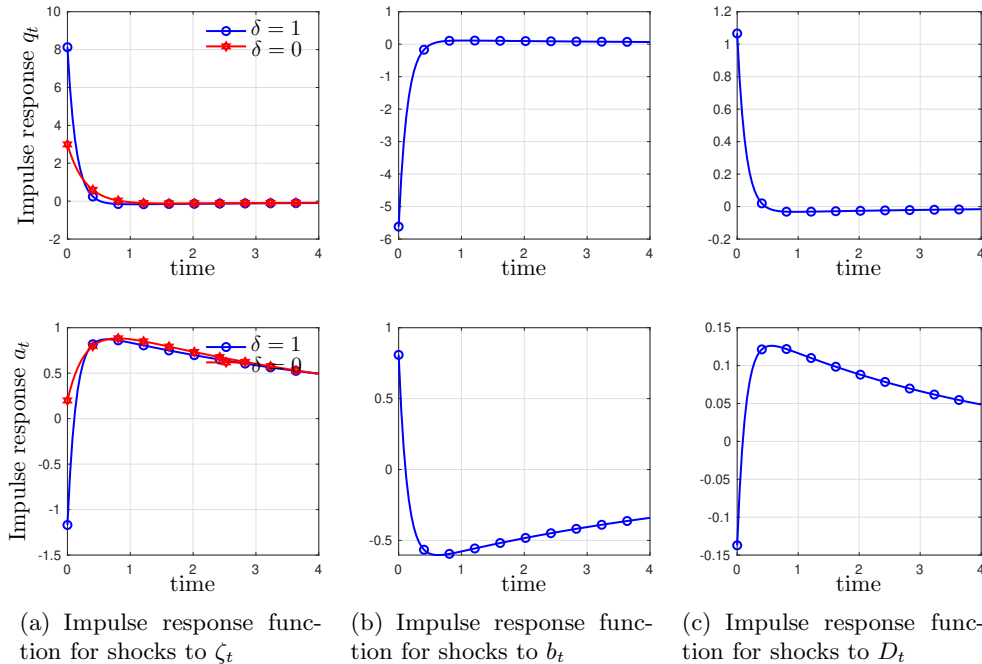 Impulse response q_t
10
8
6
4
2
0
-2
δ = 1
δ = 0
0 1 2 3 4
time
1
0
-1
-2
-3
-4
-5
-6
0 1 2 3 4
time
1.2
1
0.8
0.6
0.4
0.2
0
-0.2
0 1 2 3 4
time
Impulse response a_t
1
0.5
0
-0.5
-1
-1.5
δ = 1
δ = 0
0 1 2 3 4
time
1
0.5
0
-0.5
0 1 2 3 4
time
0.15
0.1
0.05
0
-0.05
-0.1
-0.15
0 1 2 3 4
time
(a) Impulse response func-
tion for shocks to ζ_t
(b) Impulse response func-
tion for shocks to b_t
(c) Impulse response func-
tion for shocks to D_t